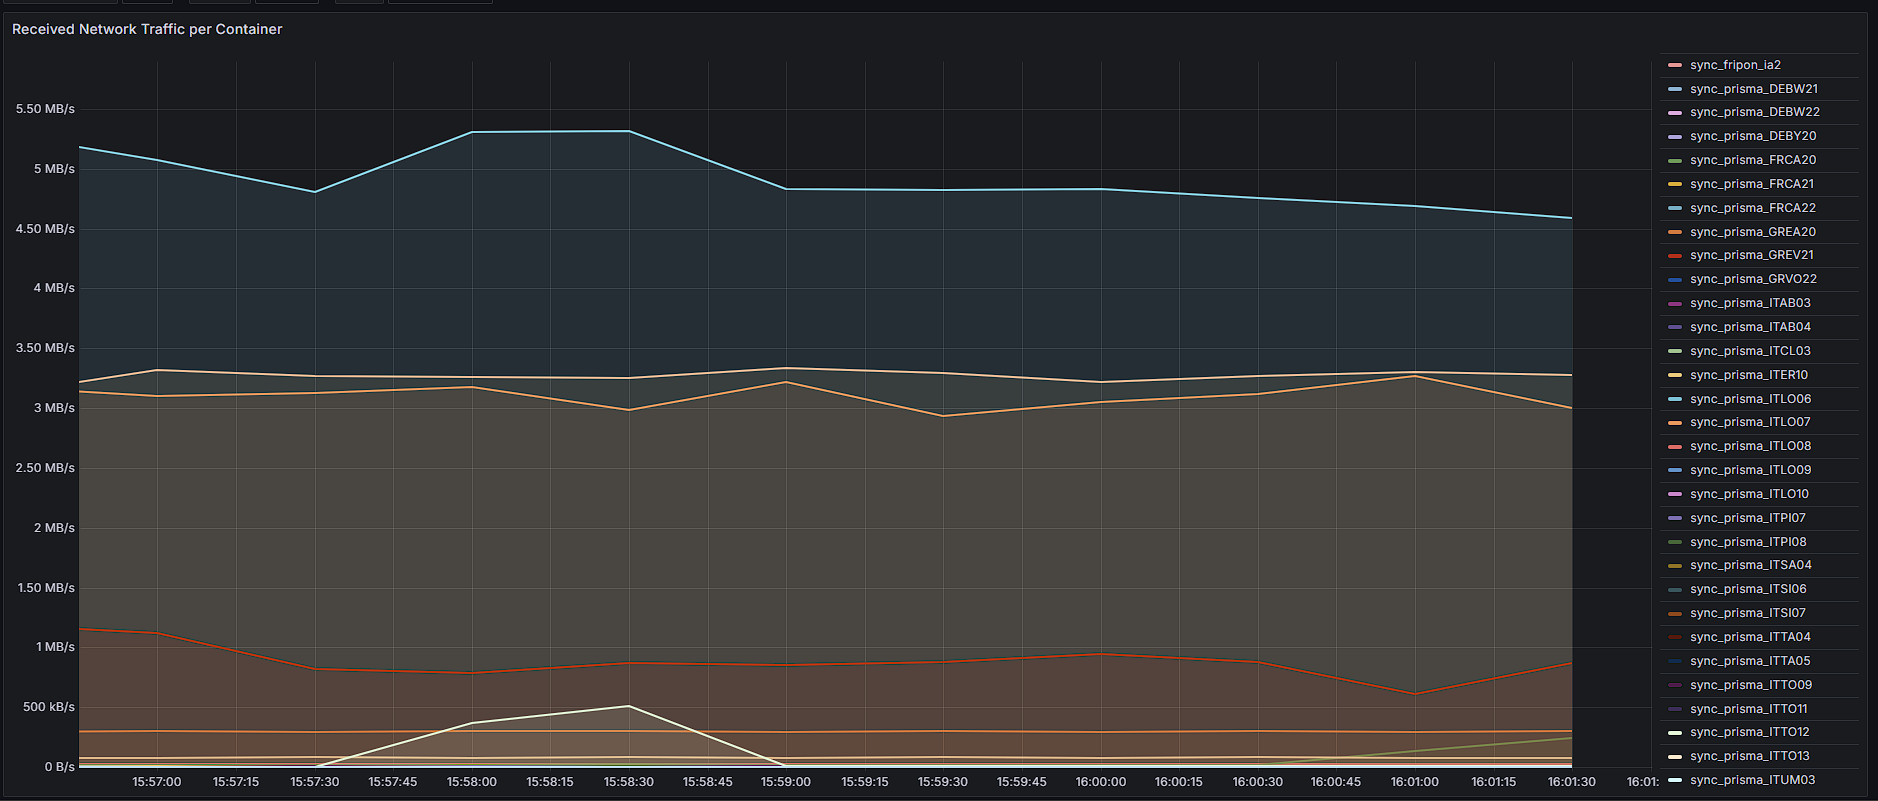 Received Network Traffic per Container
5.50 MB/s
5 MB/s
4.50 MB/s
4 MB/s
3.50 MB/s
3 MB/s
2.50 MB/s
2 MB/s
1.50 MB/s
1 MB/s
500 kB/s
0 B/s
15:57:00 15:57:15 15:57:30 15:57:45 15:58:00 15:58:15 15:58:30 15:58:45 15:59:00 15:59:15 15:59:30 15:59:45 16:00:00 16:00:15 16:00:30 16:00:45 16:01:00 16:01:15 16:01:30 16:01:
sync_fripon_ia2
sync_prisma_DEBW21
sync_prisma_DEBW22
sync_prisma_DEBY20
sync_prisma_FRCA20
sync_prisma_FRCA21
sync_prisma_FRCA22
sync_prisma_GREA20
sync_prisma_GREV21
sync_prisma_GRVO22
sync_prisma_ITAB03
sync_prisma_ITAB04
sync_prisma_ITCL03
sync_prisma_ITER10
sync_prisma_ITLO06
sync_prisma_ITLO07
sync_prisma_ITLO08
sync_prisma_ITLO09
sync_prisma_ITLO10
sync_prisma_ITPI07
sync_prisma_ITPI08
sync_prisma_ITSA04
sync_prisma_ITSI06
sync_prisma_ITSI07
sync_prisma_ITTA04
sync_prisma_ITTA05
sync_prisma_ITTO09
sync_prisma_ITTO11
sync_prisma_ITTO12
sync_prisma_ITTO13
sync_prisma_ITUM03